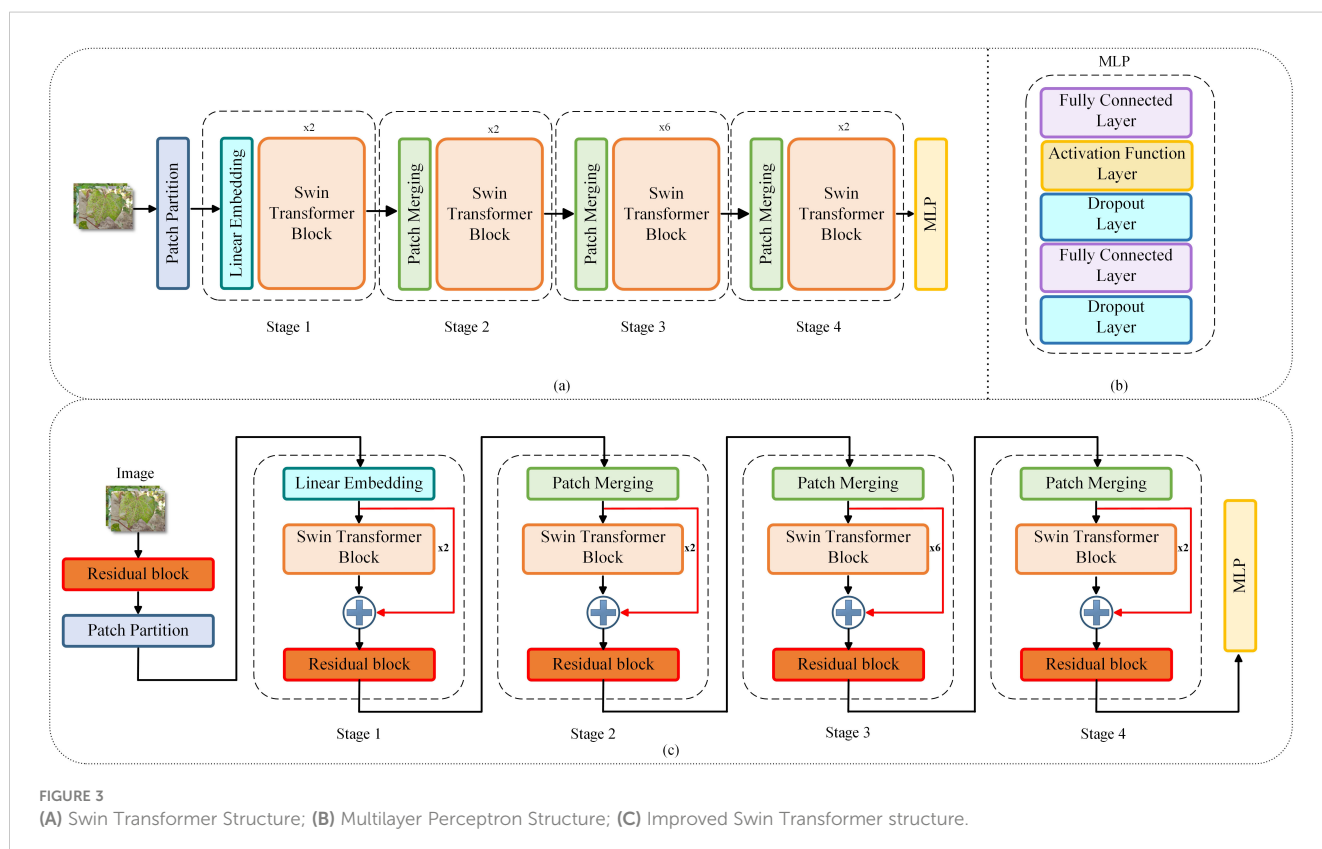 MLP
Fully Connected
Layer
Activation Function
Layer
Dropout
Layer
Fully Connected
Layer
Dropout
Layer
(b)
Patch Partition
Linear Embedding
x2
Swin
Transformer
Block
Stage 1
Patch Merging
x2
Swin
Transformer
Block
Stage 2
Patch Merging
x6
Swin
Transformer
Block
Stage 3
Patch Merging
x2
Swin
Transformer
Block
Stage 4
MLP
(a)
Image
Residual block
Patch Partition
Linear Embedding
Swin Transformer
Block
x2
Residual block
Stage 1
Patch Merging
Swin Transformer
Block
x2
Residual block
Stage 2
Patch Merging
Swin Transformer
Block
x6
Residual block
Stage 3
Patch Merging
Swin Transformer
Block
x2
Residual block
Stage 4
MLP
(c)
FIGURE 3
(A) Swin Transformer Structure; (B) Multilayer Perceptron Structure; (C) Improved Swin Transformer structure.